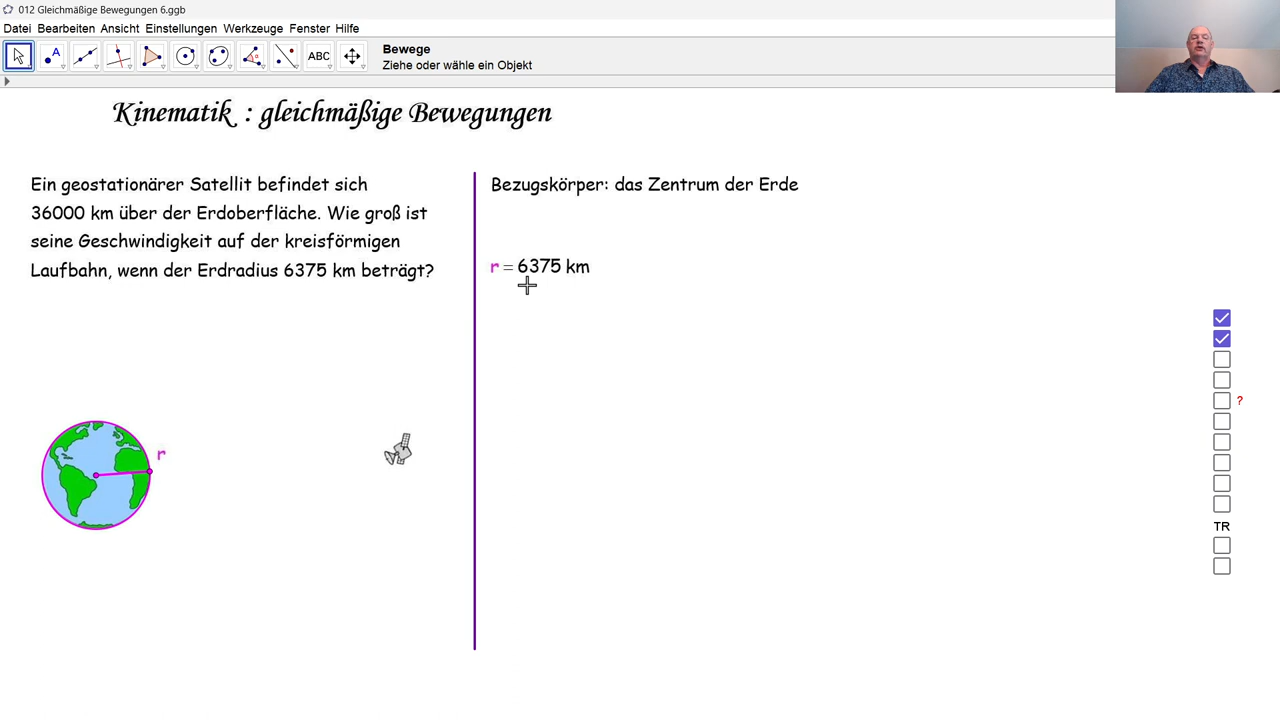 012 Gleichmäßige Bewegungen 6.ggb
Datei Bearbeiten Ansicht Einstellungen Werkzeuge Fenster Hilfe
A
ABC
Bewege
Ziehe oder wähle ein Objekt
Kinematik : gleichmäßige Bewegungen
Ein geostationärer Satellit befindet sich
36000 km über der Erdoberfläche. Wie groß ist
seine Geschwindigkeit auf der kreisförmigen
Laufbahn, wenn der Erdradius 6375 km beträgt?
Bezugskörper: das Zentrum der Erde
r = 6375 km
?
r
TR